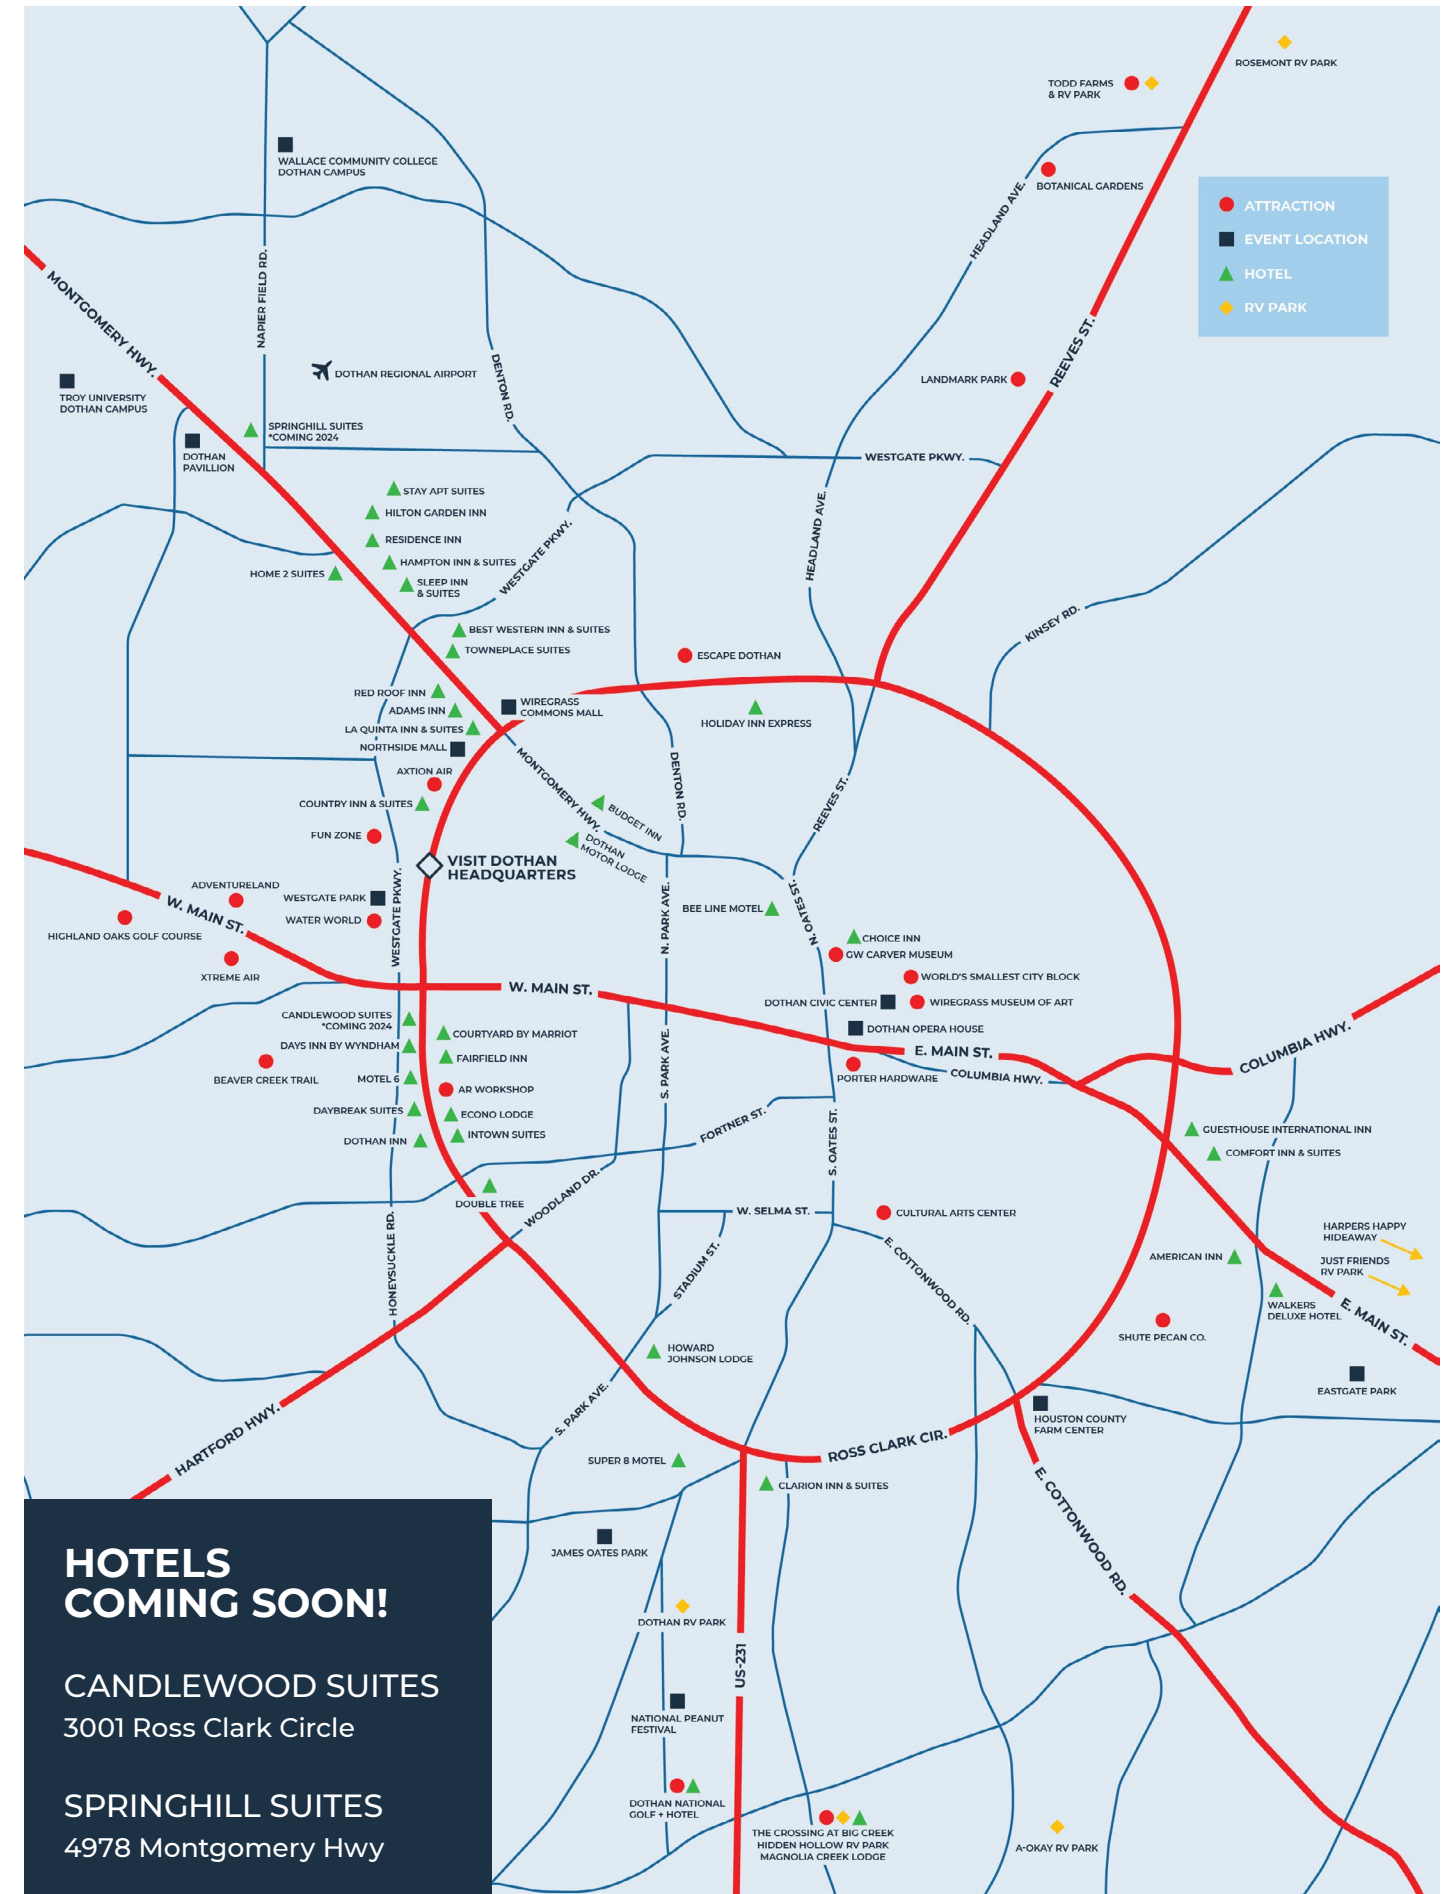 ROSEMONT RV PARK
TODD FARMS
& RV PARK
WALLACE COMMUNITY COLLEGE
DOTHAN CAMPUS
BOTANICAL GARDENS
HEADLAND AVE.
ATTRACTION
EVENT LOCATION
HOTEL
RV PARK
MONTGOMERY HWY.
NAPIER FIELD RD.
DENTON RD.
REEVES ST.
DOTHAN REGIONAL AIRPORT
LANDMARK PARK
TROY UNIVERSITY
DOTHAN CAMPUS
SPRINGHILL SUITES
*COMING 2024
DOTHAN
PAVILLION
WESTGATE PKWY.
STAY APT SUITES
HILTON GARDEN INN
RESIDENCE INN
HAMPTON INN & SUITES
HOME 2 SUITES
SLEEP INN
& SUITES
WESTGATE PKWY.
HEADLAND AVE.
KINSEY RD.
BEST WESTERN INN & SUITES
TOWNEPLACE SUITES
ESCAPE DOTHAN
RED ROOF INN
ADAMS INN
WIREGRASS
COMMONS MALL
HOLIDAY INN EXPRESS
LA QUINTA INN & SUITES
NORTHSIDE MALL
AXTION AIR
COUNTRY INN & SUITES
MONTGOMERY HWY.
DENTON RD.
REEVES ST.
BUDGET INN
DOTHAN
MOTOR LODGE
FUN ZONE
VISIT DOTHAN
HEADQUARTERS
ADVENTURELAND
WESTGATE PARK
WATER WORLD
WESTGATE PKWY.
W. MAIN ST.
HIGHLAND OAKS GOLF COURSE
XTREME AIR
N. PARK AVE.
BEE LINE MOTEL
N. OATES ST.
CHOICE INN
GW CARVER MUSEUM
WORLD'S SMALLEST CITY BLOCK
DOTHAN CIVIC CENTER
WIREGRASS MUSEUM OF ART
W. MAIN ST.
DOTHAN OPERA HOUSE
E. MAIN ST.
COLUMBIA HWY.
PORTER HARDWARE
COLUMBIA HWY.
CANDLEWOOD SUITES
*COMING 2024
COURTYARD BY MARRIOT
DAYS INN BY WYNDHAM
FAIRFIELD INN
BEAVER CREEK TRAIL
MOTEL 6
AR WORKSHOP
DAYBREAK SUITES
ECONO LODGE
DOTHAN INN
INTOWN SUITES
S. PARK AVE.
FORTNER ST.
S. OATES ST.
GUESTHOUSE INTERNATIONAL INN
COMFORT INN & SUITES
DOUBLE TREE
WOODLAND DR.
W. SELMA ST.
CULTURAL ARTS CENTER
HONEYSUCKLE RD.
STADIUM ST.
E. COTTONWOOD RD.
AMERICAN INN
HARPERS HAPPY
HIDEAWAY
JUST FRIENDS
RV PARK
WALKERS
DELUXE HOTEL
E. MAIN ST.
SHUTE PECAN CO.
HOWARD
JOHNSON LODGE
EASTGATE PARK
S. PARK AVE.
HOUSTON COUNTY
FARM CENTER
HARTFORD HWY.
ROSS CLARK CIR.
SUPER 8 MOTEL
CLARION INN & SUITES
E. COTTONWOOD RD.
JAMES OATES PARK
DOTHAN RV PARK
US-231
NATIONAL PEANUT
FESTIVAL
DOTHAN NATIONAL
GOLF + HOTEL
THE CROSSING AT BIG CREEK
HIDDEN HOLLOW RV PARK
MAGNOLIA CREEK LODGE
A-OKAY RV PARK
HOTELS
COMING SOON!
CANDLEWOOD SUITES
3001 Ross Clark Circle
SPRINGHILL SUITES
4978 Montgomery Hwy